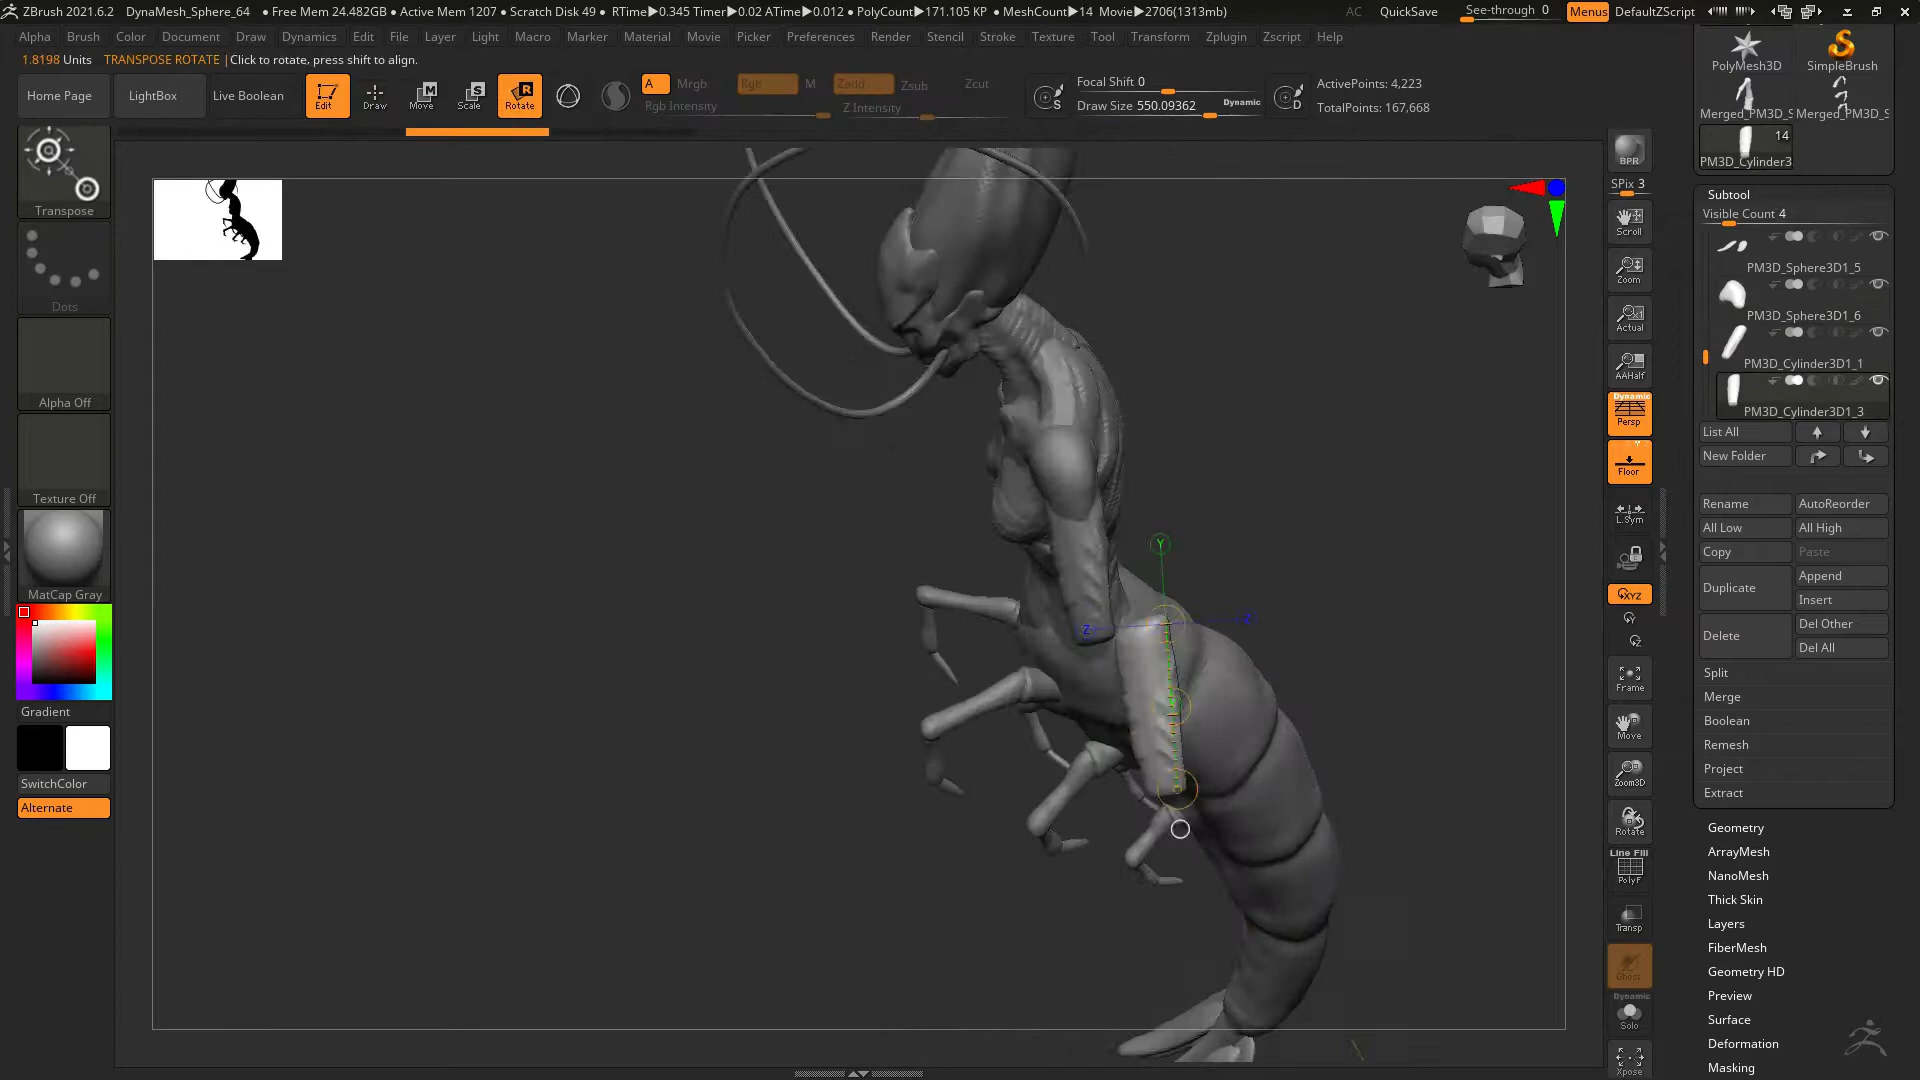 ZBrush 2021.6.2 DynaMesh_Sphere_64 ● Free Mem 24.482GB ● Active Mem 1207 ● Scratch Disk 49 ● RTime▶0.345 Timer▶0.02 ATime▶0.012 ● PolyCount▶171.105 KP ● MeshCount▶14 Movie▶2706(1313mb) AC QuickSave See-through 0 Menus DefaultZScript
Alpha Brush Color Document Draw Dynamics Edit File Layer Light Macro Marker Material Movie Picker Preferences Render Stencil Stroke Texture Tool Transform Zplugin Zscript Help
1.8198 Units TRANSPOSE ROTATE | Click to rotate, press shift to align.
Home Page LightBox Live Boolean Edit Draw Move Scale Rotate
A Mrgb Rgb M Zadd Zsub Zcut
Rgb Intensity Z Intensity
Focal Shift 0
Draw Size 550.09362 Dynamic
S D
ActivePoints: 4,223
TotalPoints: 167,668
Transpose
Dots
Alpha Off
Texture Off
MatCap Gray
Gradient
SwitchColor
Alternate
Y
Z
Z
BPR
SPix 3
Scroll
Zoom
Actual
AAHalf
Dynamic
Persp
Floor
L.Sym
XYZ
Y
Z
Frame
Move
Zoom3D
Rotate
Line Fill
PolyF
Transp
Ghost
Dynamic
Solo
Xpose
PolyMesh3D SimpleBrush
Merged_PM3D_S Merged_PM3D_S
14
PM3D_Cylinder3
Subtool
Visible Count 4
PM3D_Sphere3D1_5
PM3D_Sphere3D1_6
PM3D_Cylinder3D1_1
PM3D_Cylinder3D1_3
List All
New Folder
Rename AutoReorder
All Low All High
Copy Paste
Duplicate Append
Insert
Delete Del Other
Del All
Split
Merge
Boolean
Remesh
Project
Extract
Geometry
ArrayMesh
NanoMesh
Thick Skin
Layers
FiberMesh
Geometry HD
Preview
Surface
Deformation
Masking